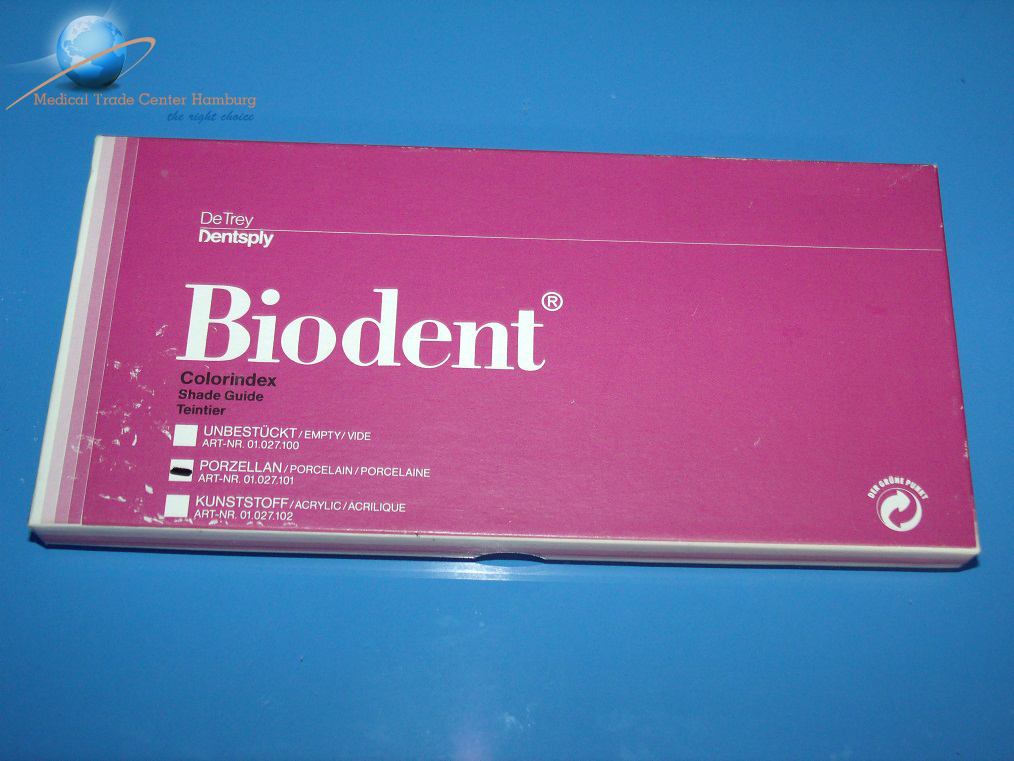 Medical Trade Center Hamburg
the right choice
DeTrey
Dentsply
Biodent®
Colorindex
Shade Guide
Teintier
UNBESTÜCKT/EMPTY/VIDE
ART-NR. 01.027.100
PORZELLAN/PORCELAIN/PORCELAINE
ART-NR. 01.027.101
KUNSTSTOFF/ACRYLIC/ACRILIQUE
ART-NR. 01.027.102
DER GRÜNE PUNKT